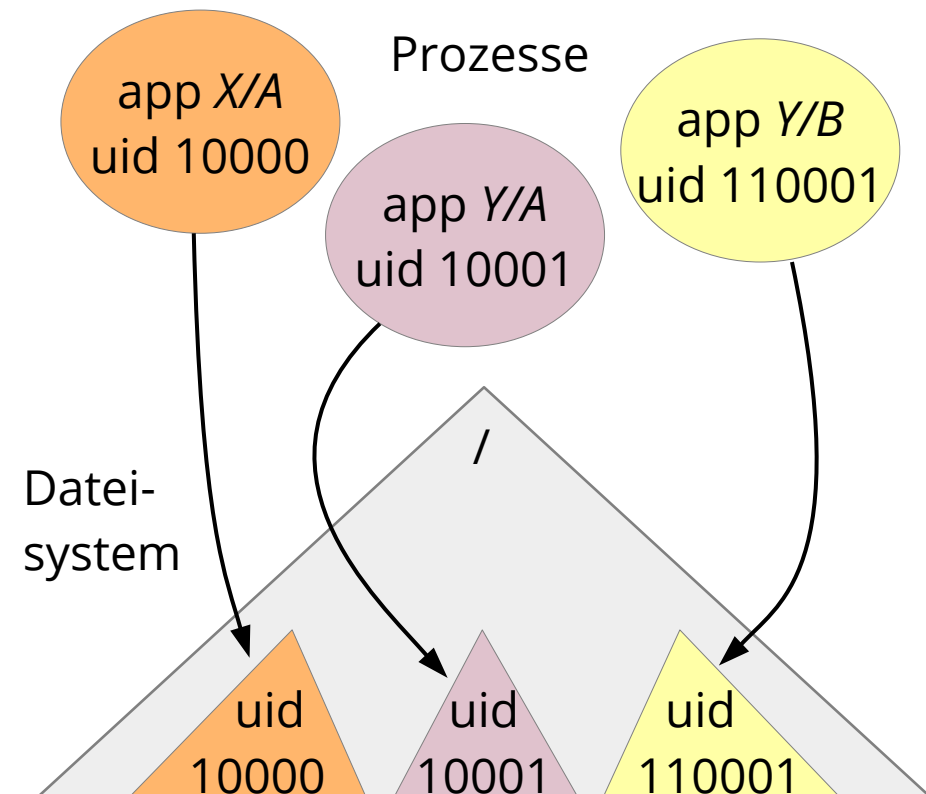 Prozesse
app X/A
uid 10000
app Y/A
uid 10001
app Y/B
uid 110001
/
Datei-
system
uid
10000
uid
10001
uid
110001